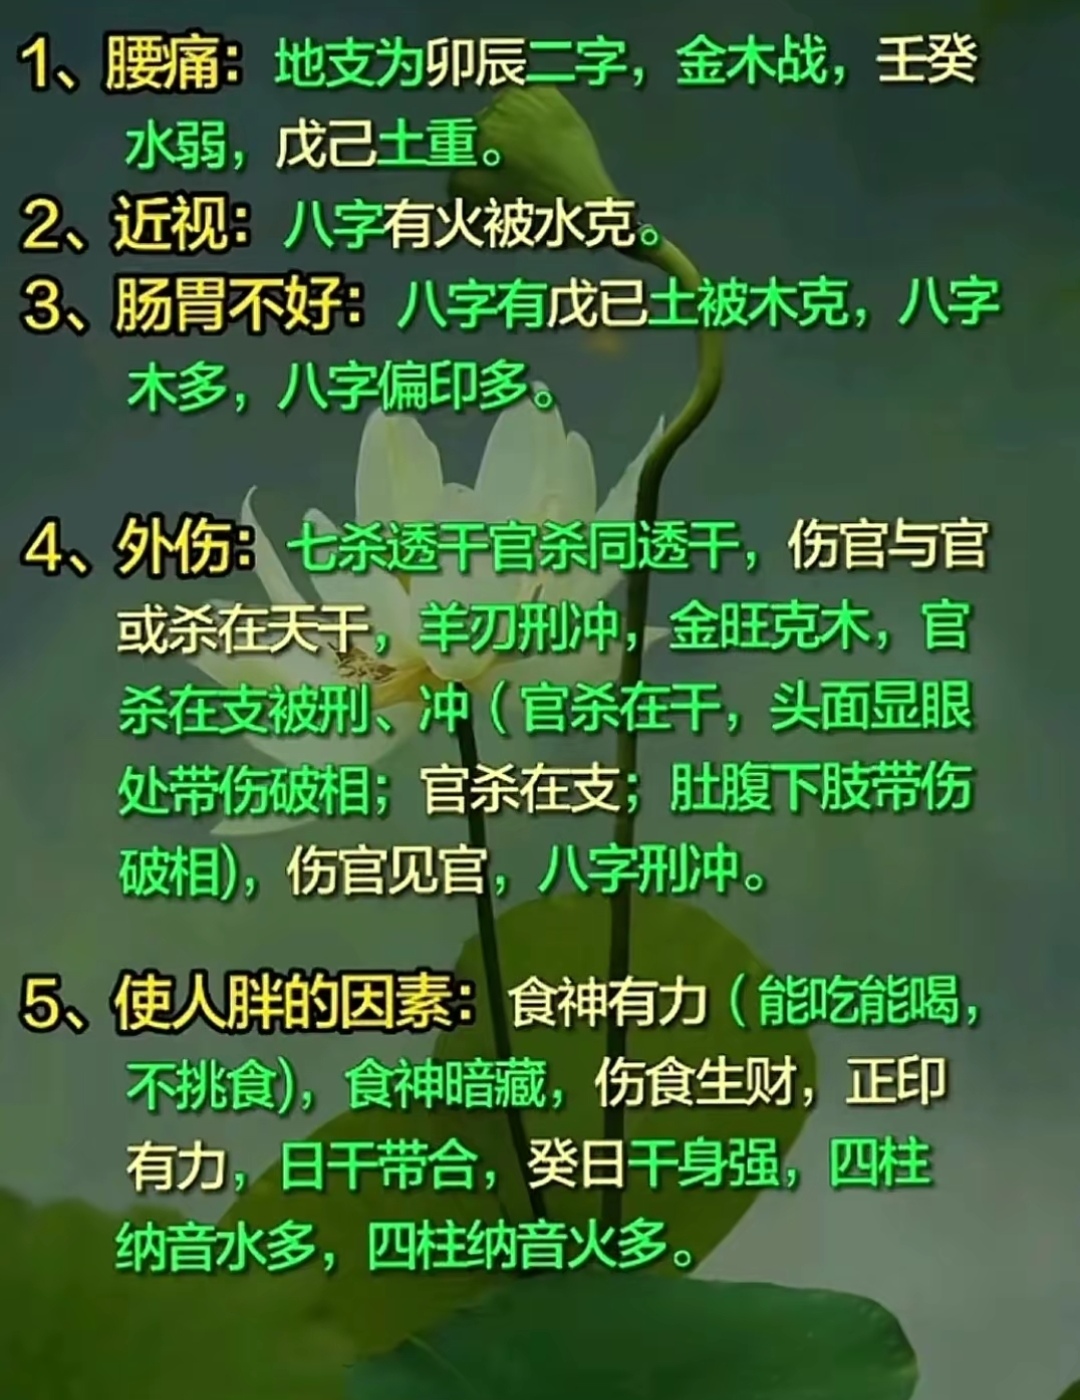 1、腰痛：地支为卯辰二字，金木战，壬癸
水弱，戊己土重。
2、近视：八字有火被水克。
3、肠胃不好：八字有戊已土被木克，八字
木多，八字偏印多。
4、外伤：七杀透干官杀同透干，伤官与官
或杀在天干，羊刃刑冲，金旺克木，官
杀在支被刑、冲（官杀在干，头面显眼
处带伤破相；官杀在支；肚腹下肢带伤
破相)，伤官见官，八字刑冲。
5、使人胖的因素：食神有力（能吃能喝，
不挑食)，食神暗藏，伤食生财，正印
有力，日干带合，癸日干身强，四柱
纳音水多，四柱纳音火多。